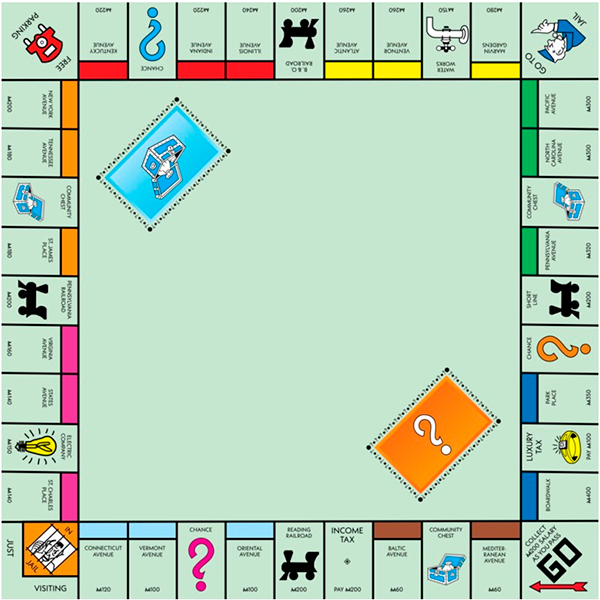 FREE
PARKING
KENTUCKY
AVENUE
M220
CHANCE
INDIANA
AVENUE
M220
ILLINOIS
AVENUE
M240
B. & O.
RAILROAD
M200
ATLANTIC
AVENUE
M260
VENTNOR
AVENUE
M260
WATER
WORKS
M150
MARVIN
GARDENS
M280
GO TO
JAIL
NEW YORK
AVENUE
M200
TENNESSEE
AVENUE
M180
COMMUNITY
CHEST
ST. JAMES
PLACE
M180
PENNSYLVANIA
RAILROAD
M200
VIRGINIA
AVENUE
M160
STATES
AVENUE
M140
ELECTRIC
COMPANY
M150
ST. CHARLES
PLACE
M140
PACIFIC
AVENUE
M300
NORTH
CAROLINA
AVENUE
M300
COMMUNITY
CHEST
PENNSYLVANIA
AVENUE
M320
SHORT
LINE
M200
CHANCE
?
PARK
PLACE
M350
LUXURY
TAX
PAY M100
BOARDWALK
M400
?
JUST
IN
JAIL
VISITING
CONNECTICUT
AVENUE
M120
VERMONT
AVENUE
M100
CHANCE
?
ORIENTAL
AVENUE
M100
READING
RAILROAD
M200
INCOME
TAX
PAY M200
BALTIC
AVENUE
M60
COMMUNITY
CHEST
MEDITER-
RANEAN
AVENUE
M60
COLLECT
M200 SALARY
AS YOU PASS
GO